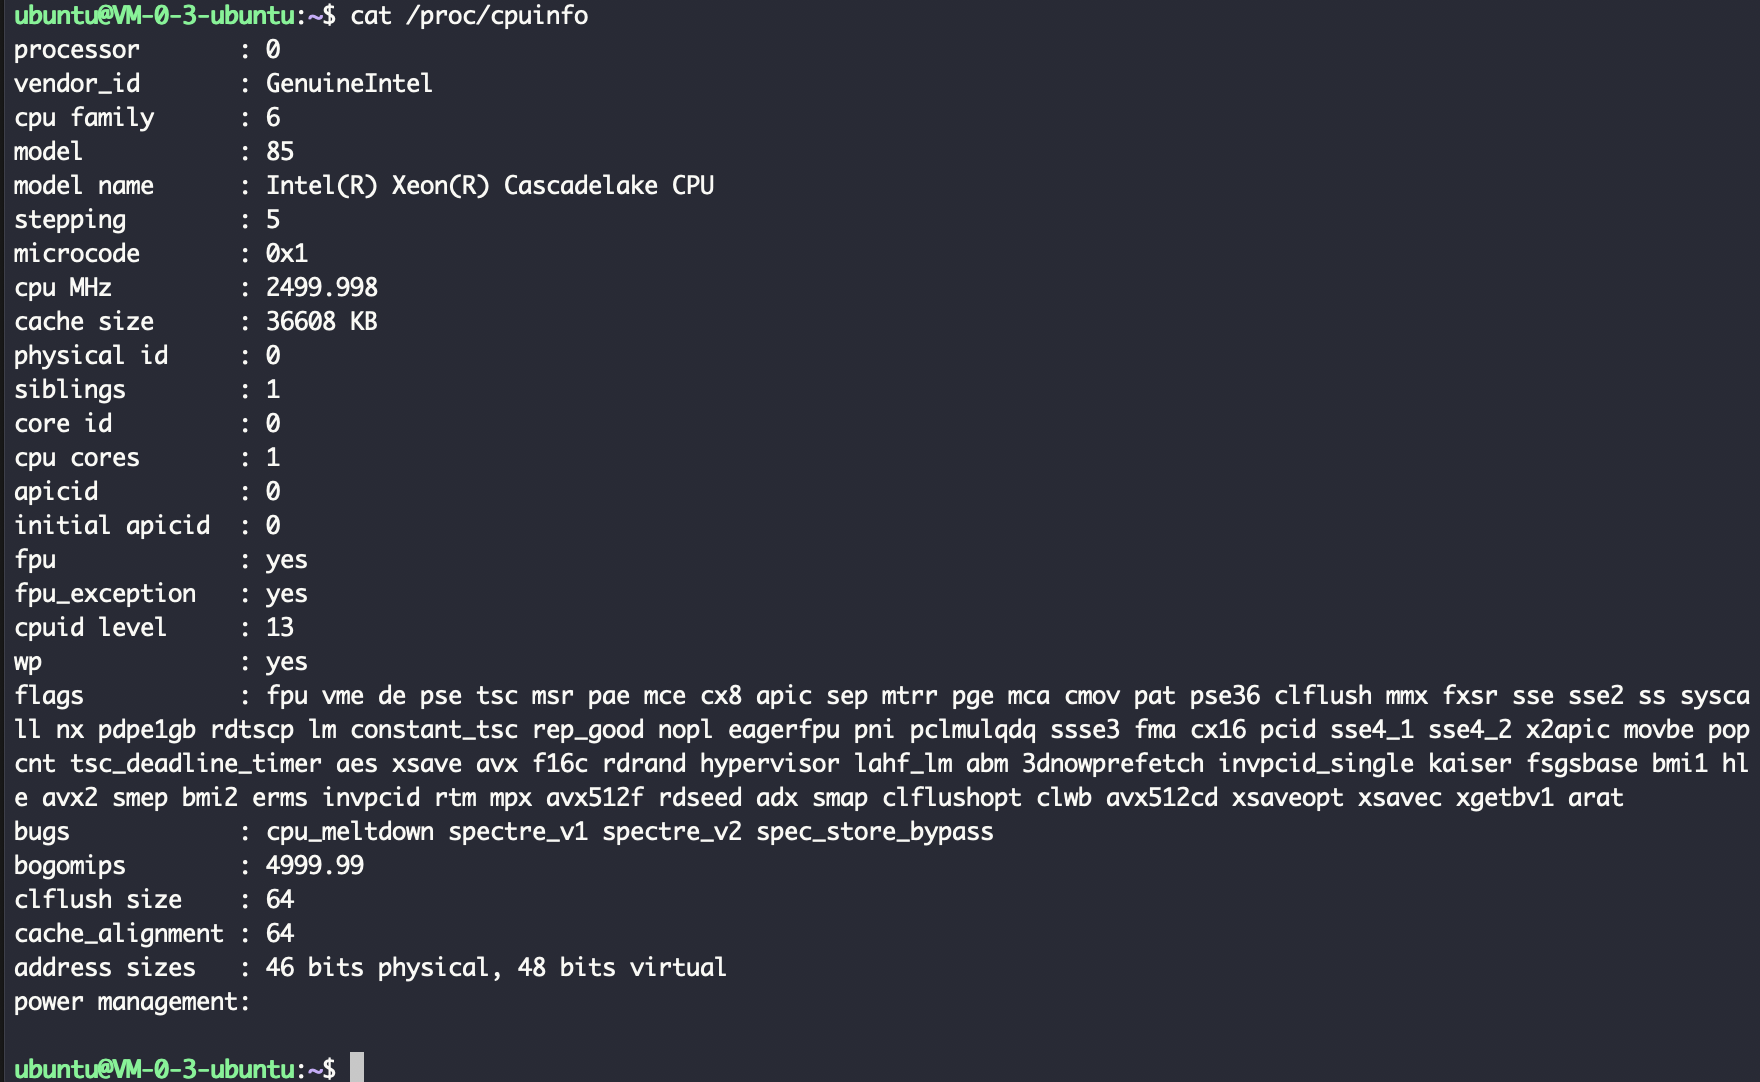 ubuntu@VM-0-3-ubuntu:~$ cat /proc/cpuinfo
processor       : 0
vendor_id       : GenuineIntel
cpu family      : 6
model           : 85
model name      : Intel(R) Xeon(R) Cascadelake CPU
stepping        : 5
microcode       : 0x1
cpu MHz         : 2499.998
cache size      : 36608 KB
physical id     : 0
siblings        : 1
core id         : 0
cpu cores       : 1
apicid          : 0
initial apicid  : 0
fpu             : yes
fpu_exception   : yes
cpuid level     : 13
wp              : yes
flags           : fpu vme de pse tsc msr pae mce cx8 apic sep mtrr pge mca cmov pat pse36 clflush mmx fxsr sse sse2 ss sysca
ll nx pdpe1gb rdtscp lm constant_tsc rep_good nopl eagerfpu pni pclmulqdq ssse3 fma cx16 pcid sse4_1 sse4_2 x2apic movbe pop
cnt tsc_deadline_timer aes xsave avx f16c rdrand hypervisor lahf_lm abm 3dnowprefetch invpcid_single kaiser fsgsbase bmi1 hl
e avx2 smep bmi2 erms invpcid rtm mpx avx512f rdseed adx smap clflushopt clwb avx512cd xsaveopt xsavec xgetbv1 arat
bugs            : cpu_meltdown spectre_v1 spectre_v2 spec_store_bypass
bogomips        : 4999.99
clflush size    : 64
cache_alignment : 64
address sizes   : 46 bits physical, 48 bits virtual
power management:
ubuntu@VM-0-3-ubuntu:~$